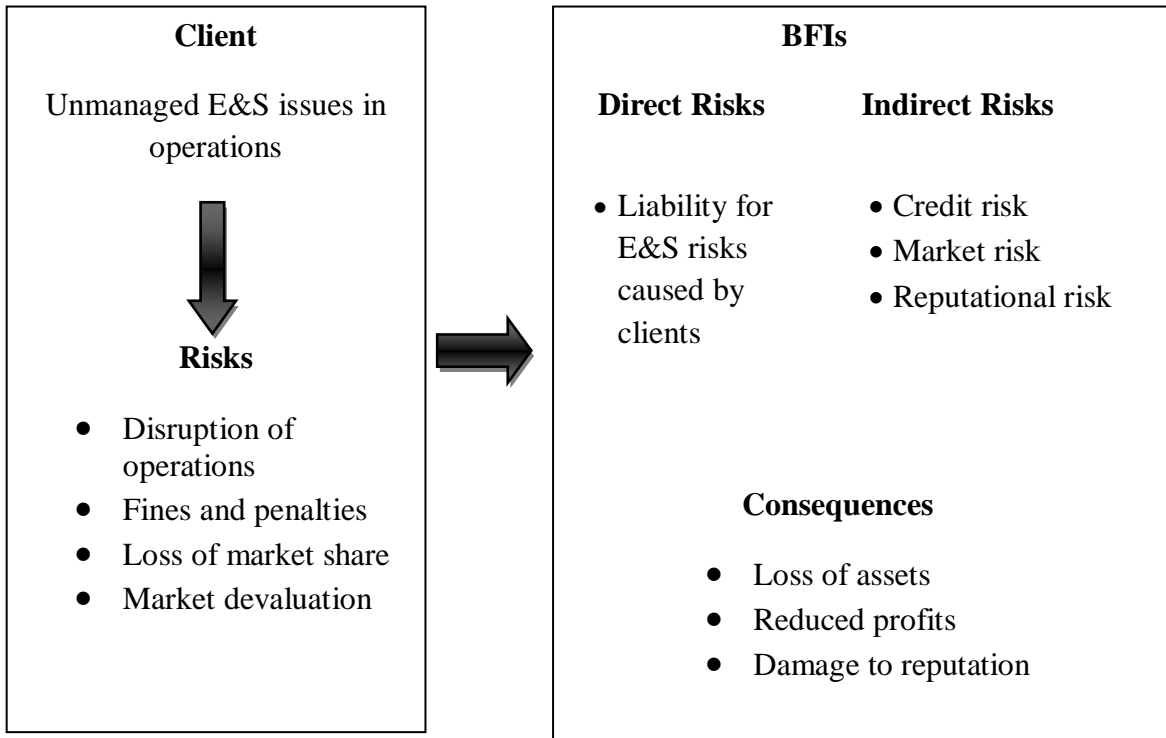 Client
Unmanaged E&S issues in
operations
Risks
• Disruption of
operations
• Fines and penalties
• Loss of market share
• Market devaluation
BFIs
Direct Risks
• Liability for
E&S risks
caused by
clients
Indirect Risks
• Credit risk
• Market risk
• Reputational risk
Consequences
• Loss of assets
• Reduced profits
• Damage to reputation